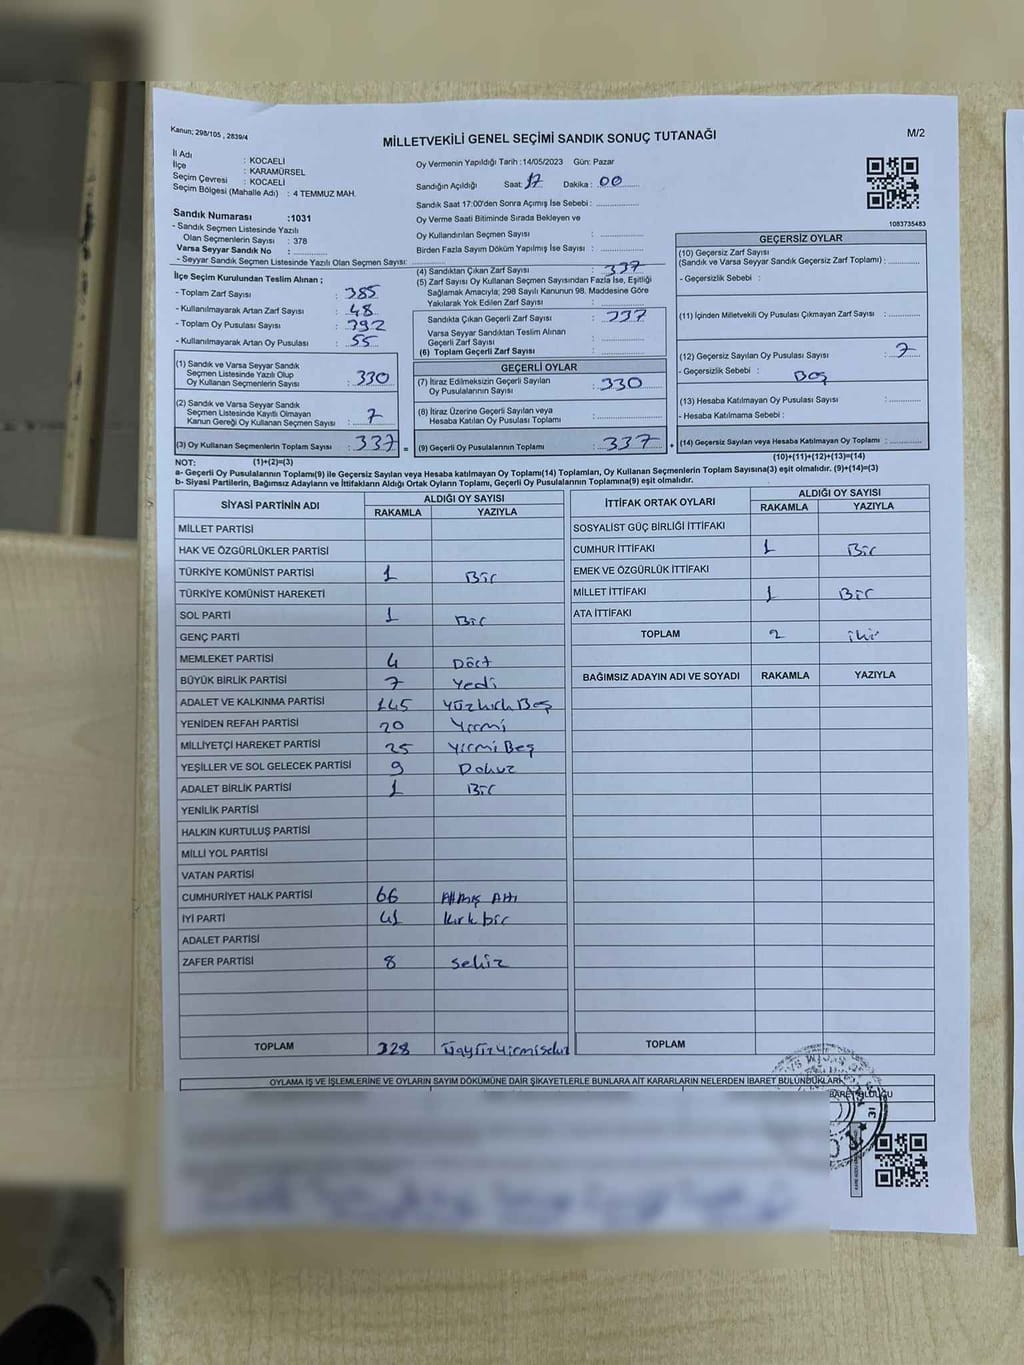 Kanun; 298/105 , 2839/4
MİLLETVEKİLİ GENEL SEÇİMİ SANDIK SONUÇ TUTANAĞI
M/2
İl Adı : KOCAELİ
İlçe : KARAMÜRSEL
Seçim Çevresi : KOCAELİ
Seçim Bölgesi (Mahalle Adı) : 4 TEMMUZ MAH.
Sandık Numarası :1031
- Sandık Seçmen Listesinde Yazılı
Olan Seçmenlerin Sayısı : 378
Varsa Seyyar Sandık No :
- Seyyar Sandık Seçmen Listesinde Yazılı Olan Seçmen Sayısı:
Oy Vermenin Yapıldığı Tarih :14/05/2023 Gün: Pazar
Sandığın Açıldığı Saat: 17 Dakika : 00
Sandık Saat 17:00'den Sonra Açımış İse Sebebi :
Oy Verme Saati Bitiminde Sırada Bekleyen ve
Oy Kullandırılan Seçmen Sayısı :
Birden Fazla Sayım Döküm Yapılmış İse Sayısı :
1083735483
İlçe Seçim Kurulundan Teslim Alınan ;
- Toplam Zarf Sayısı : 385
- Kullanılmayarak Artan Zarf Sayısı : 48
- Toplam Oy Pusulası Sayısı : 392
- Kullanılmayarak Artan Oy Pusulası : 55
(4) Sandıktan Çıkan Zarf Sayısı : 337
(5) Zarf Sayısı Oy Kullanan Seçmen Sayısından Fazla İse, Eşitliği
Sağlamak Amacıyla; 298 Sayılı Kanunun 98. Maddesine Göre
Yakılarak Yok Edilen Zarf Sayısı :
Sandıkta Çıkan Geçerli Zarf Sayısı : 337
Varsa Seyyar Sandıktan Teslim Alınan
Geçerli Zarf Sayısı :
(6) Toplam Geçerli Zarf Sayısı :
GEÇERSİZ OYLAR
(10) Geçersiz Zarf Sayısı
(Sandık ve Varsa Seyyar Sandık Geçersiz Zarf Toplamı) :
- Geçersizlik Sebebi :
(11) İçinden Milletvekili Oy Pusulası Çıkmayan Zarf Sayısı :
(12) Geçersiz Sayılan Oy Pusulası Sayısı : 7
- Geçersizlik Sebebi : Boş
(13) Hesaba Katılmayan Oy Pusulası Sayısı :
- Hesaba Katılmama Sebebi :
(14) Geçersiz Sayılan veya Hesaba Katılmayan Oy Toplamı :
(10)+(11)+(12)+(13)=(14)
(1) Sandık ve Varsa Seyyar Sandık
Seçmen Listesinde Yazılı Olup
Oy Kullanan Seçmenlerin Sayısı : 330
(2) Sandık ve Varsa Seyyar Sandık
Seçmen Listesinde Kayıtlı Olmayan
Kanun Gereği Oy Kullanan Seçmen Sayısı : 7
(3) Oy Kullanan Seçmenlerin Toplam Sayısı : 337 =
(1)+(2)=(3)
GEÇERLİ OYLAR
(7) İtiraz Edilmeksizin Geçerli Sayılan
Oy Pusulalarının Sayısı : 330
(8) İtiraz Üzerine Geçerli Sayılan veya
Hesaba Katılan Oy Pusulası Toplamı :
(9) Geçerli Oy Pusulalarının Toplamı : 337 +
NOT:
a- Geçerli Oy Pusulalarının Toplamı(9) ile Geçersiz Sayılan veya Hesaba katılmayan Oy Toplamı(14) Toplamları, Oy Kullanan Seçmenlerin Toplam Sayısına(3) eşit olmalıdır. (9)+(14)=(3)
b- Siyasi Partilerin, Bağımsız Adayların ve İttifakların Aldığı Ortak Oyların Toplamı, Geçerli Oy Pusulalarının Toplamına(9) eşit olmalıdır.
SİYASİ PARTİNİN ADI ALDIĞI OY SAYISI
RAKAMLA YAZIYLA
MİLLET PARTİSİ
HAK VE ÖZGÜRLÜKLER PARTİSİ
TÜRKİYE KOMÜNİST PARTİSİ 1 Bir
TÜRKİYE KOMÜNİST HAREKETİ
SOL PARTİ 1 Bir
GENÇ PARTİ
MEMLEKET PARTİSİ 4 Dört
BÜYÜK BİRLİK PARTİSİ 7 Yedi
ADALET VE KALKINMA PARTİSİ 145 Yüzkırk Beş
YENİDEN REFAH PARTİSİ 20 Yirmi
MİLLİYETÇİ HAREKET PARTİSİ 25 Yirmi Beş
YEŞİLLER VE SOL GELECEK PARTİSİ 9 Dokuz
ADALET BİRLİK PARTİSİ 1 Bir
YENİLİK PARTİSİ
HALKIN KURTULUŞ PARTİSİ
MİLLİ YOL PARTİSİ
VATAN PARTİSİ
CUMHURİYET HALK PARTİSİ 66 Altmış Altı
İYİ PARTİ 41 kırk bir
ADALET PARTİSİ
ZAFER PARTİSİ 8 sekiz
TOPLAM 328 Üçyüzyirmisekiz
İTTİFAK ORTAK OYLARI ALDIĞI OY SAYISI
RAKAMLA YAZIYLA
SOSYALİST GÜÇ BİRLİĞİ İTTİFAKI
CUMHUR İTTİFAKI 1 Bir
EMEK VE ÖZGÜRLÜK İTTİFAKI
MİLLET İTTİFAKI 1 Bir
ATA İTTİFAKI
TOPLAM 2 iki
BAĞIMSIZ ADAYIN ADI VE SOYADI RAKAMLA YAZIYLA
TOPLAM
OYLAMA İŞ VE İŞLEMLERİNE VE OYLARIN SAYIM DÖKÜMÜNE DAİR ŞİKAYETLERLE BUNLARA AİT KARARLARIN NELERDEN İBARET BULUNDUKLARI